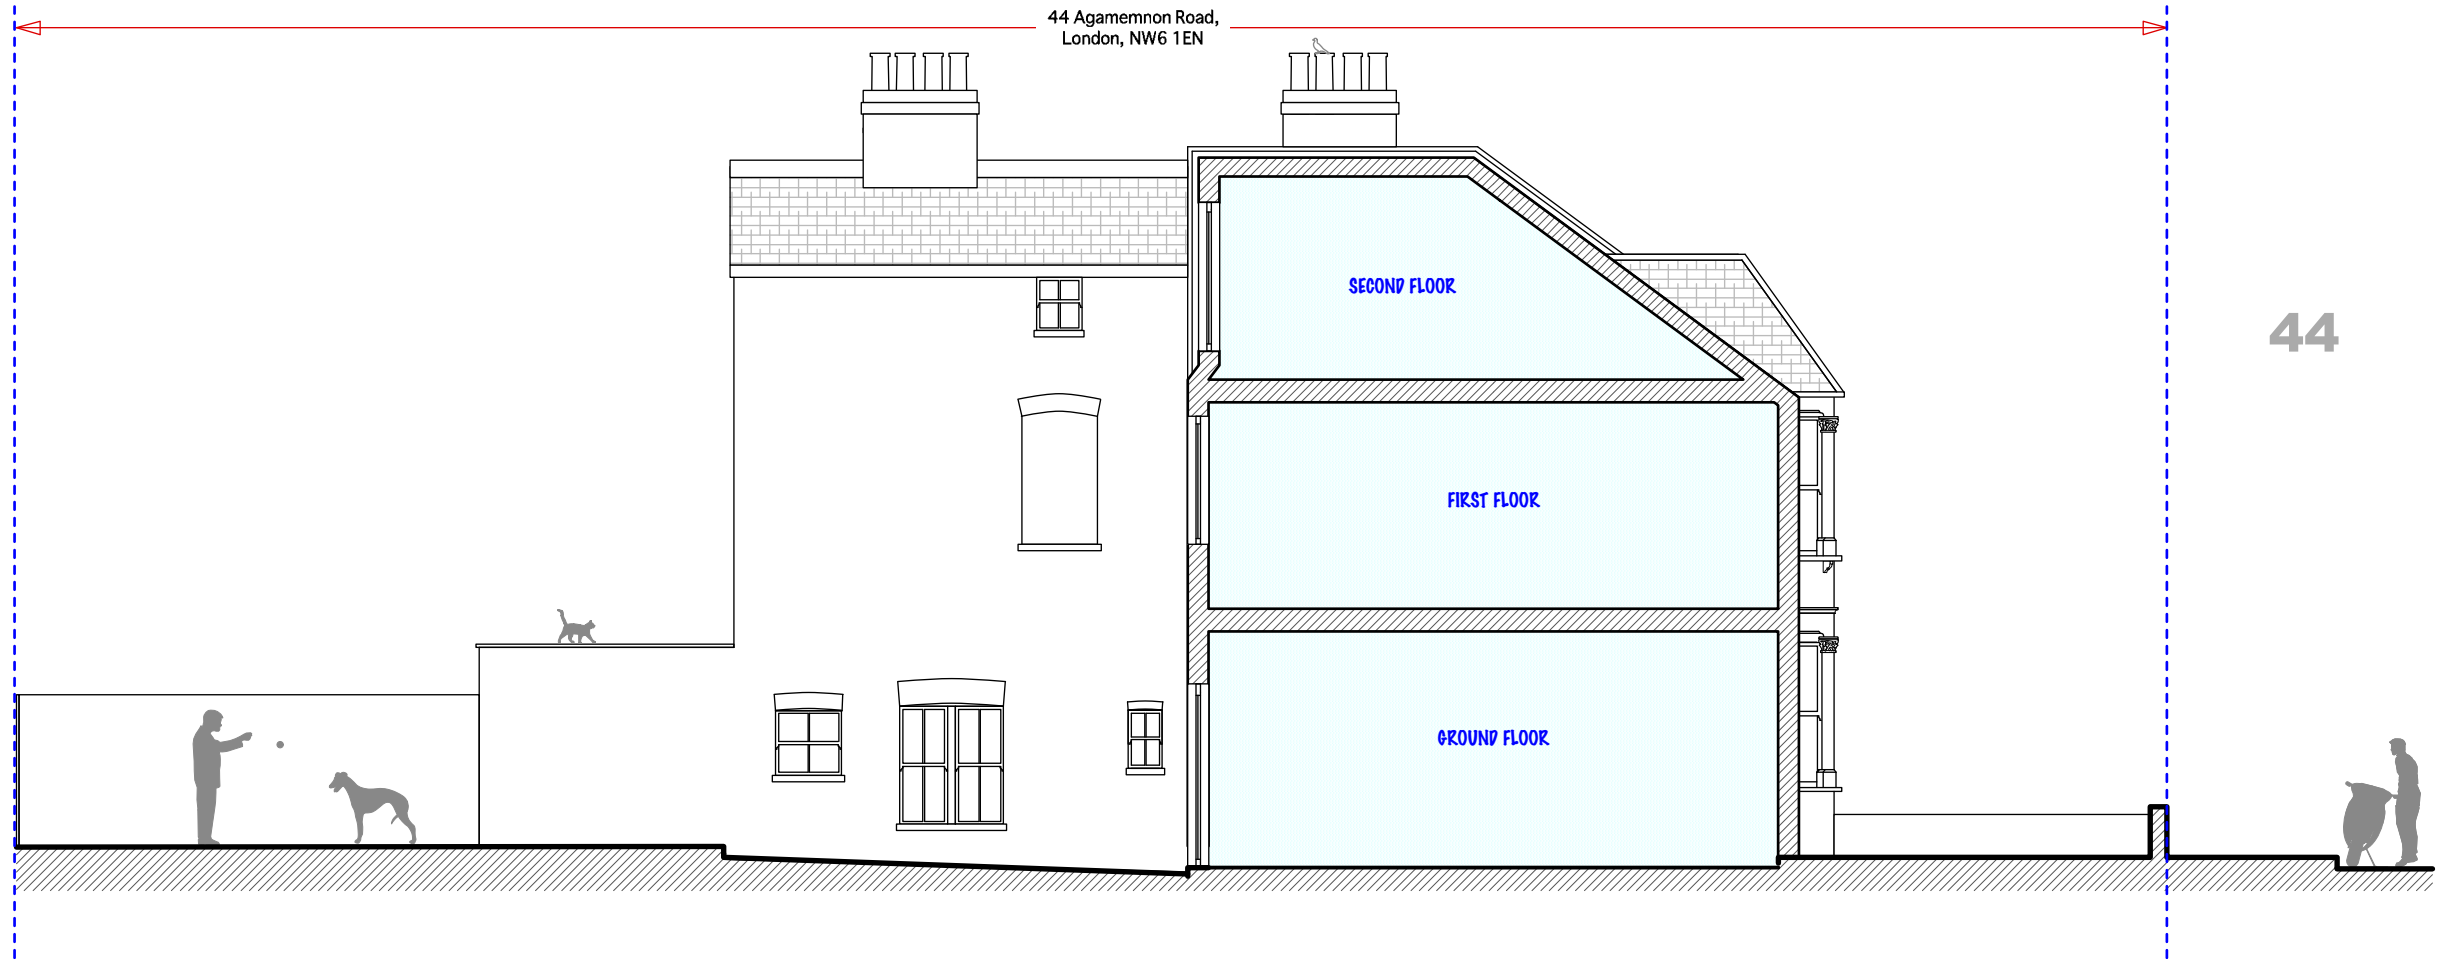 44 Agamemnon Road,
London, NW6 1EN
SECOND FLOOR
44
FIRST FLOOR
GROUND FLOOR